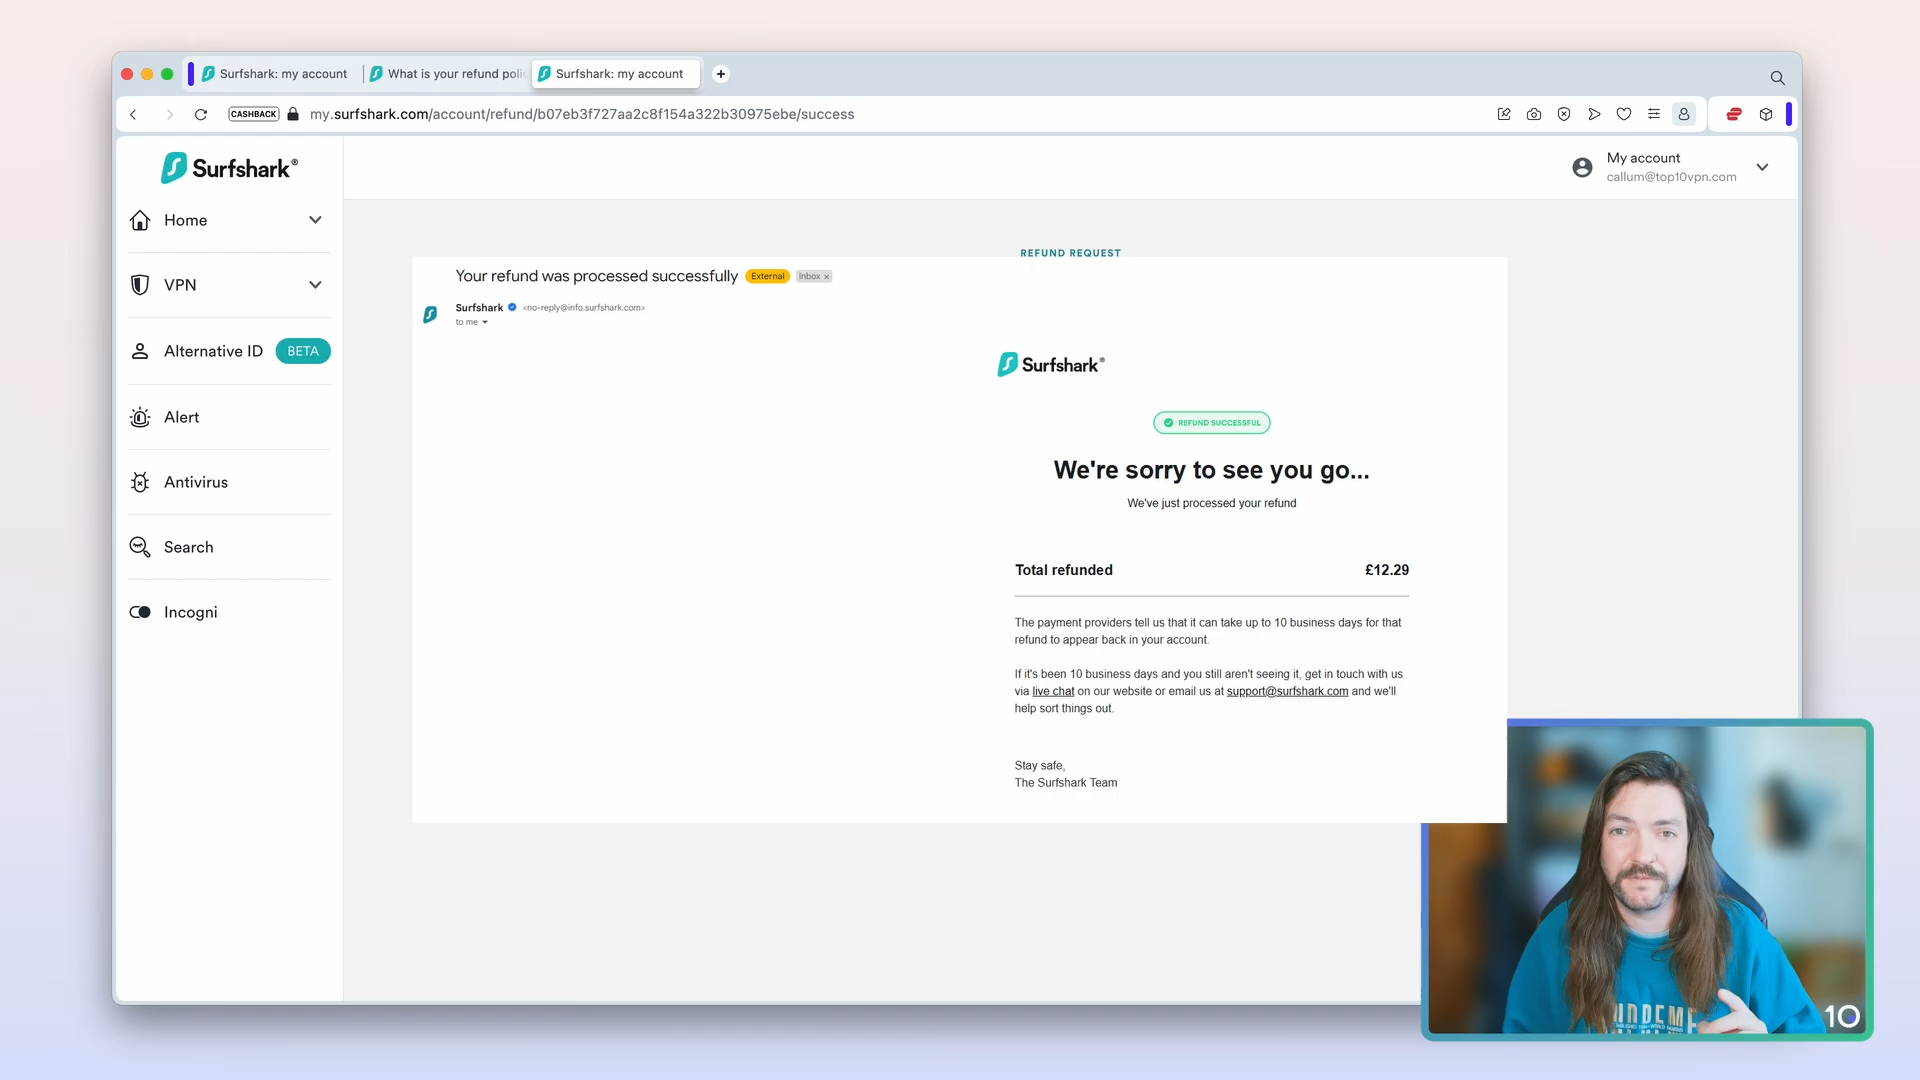 Surfshark: my account
What is your refund poli
Surfshark: my account
CASHBACK
my.surfshark.com/account/refund/b07eb3f727aa2c8f154a322b30975ebe/success
Surfshark®
My account
callum@top10vpn.com
Home
VPN
Alternative ID BETA
Alert
Antivirus
Search
Incogni
REFUND REQUEST
Your refund was processed successfully External Inbox x
Surfshark <no-reply@info.surfshark.com>
to me
Surfshark®
REFUND SUCCESSFUL
We're sorry to see you go...
We've just processed your refund
Total refunded £12.29
The payment providers tell us that it can take up to 10 business days for that
refund to appear back in your account.
If it's been 10 business days and you still aren't seeing it, get in touch with us
via live chat on our website or email us at support@surfshark.com and we'll
help sort things out.
Stay safe,
The Surfshark Team
10